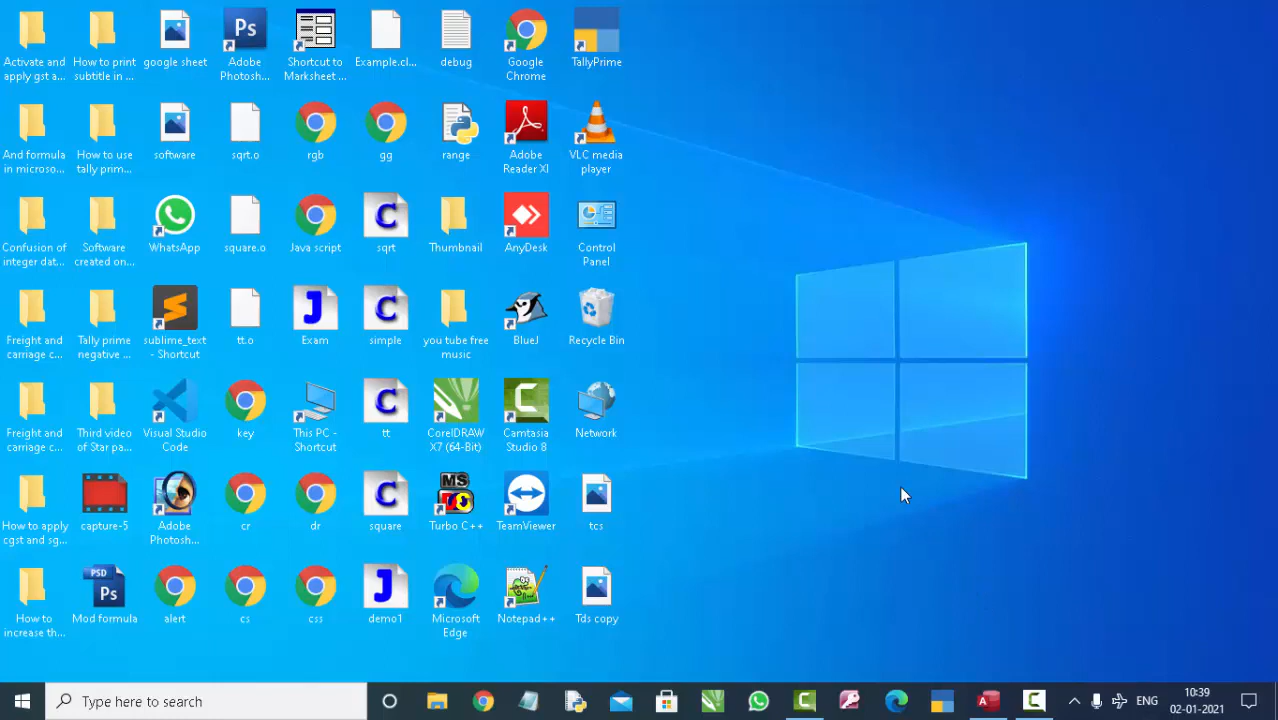 Activate and
apply gst a...
How to print
subtitle in ...
google sheet
Ps
Adobe
Photosh...
Shortcut to
Marksheet ...
Example.cl...
debug
Google
Chrome
TallyPrime
And formula
in microso...
How to use
tally prim...
software
sqrt.o
rgb
gg
range
Adobe
Reader XI
VLC media
player
Confusion of
integer dat...
Software
created on...
WhatsApp
square.o
Java script
C
sqrt
Thumbnail
AnyDesk
Control
Panel
Freight and
carriage c...
Tally prime
negative ...
sublime_text
- Shortcut
tt.o
J
Exam
C
simple
you tube free
music
BlueJ
Recycle Bin
Freight and
carriage c...
Third video
of Star pa...
Visual Studio
Code
key
This PC -
Shortcut
C
tt
CorelDRAW
X7 (64-Bit)
C
Camtasia
Studio 8
Network
How to apply
cgst and sg...
capture-5
Adobe
Photosh...
cr
dr
C
square
MS
Turbo C++
TeamViewer
tcs
How to
increase th...
PSD
Ps
Mod formula
alert
cs
css
J
demo1
Microsoft
Edge
Notepad++
Tds copy
Type here to search
ENG
10:39
02-01-2021